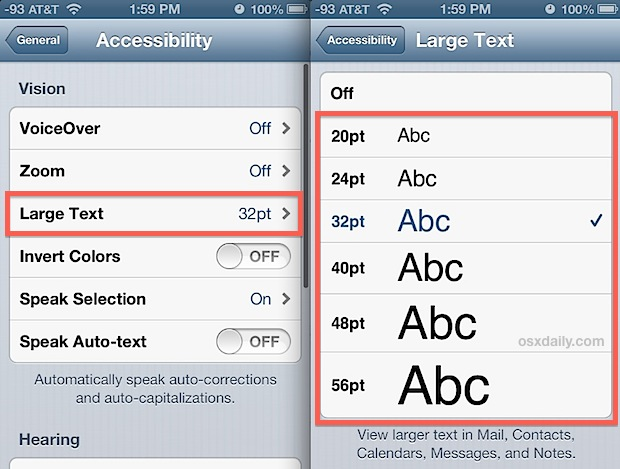 -93 AT&T 1:59 PM 100%
General Accessibility
Vision
VoiceOver Off
Zoom Off
Large Text 32pt
Invert Colors OFF
Speak Selection On
Speak Auto-text OFF
Automatically speak auto-corrections
and auto-capitalizations.
Hearing
-93 AT&T 1:59 PM 100%
Accessibility Large Text
Off
20pt Abc
24pt Abc
32pt Abc
40pt Abc
48pt Abc
osxdaily.com
56pt Abc
View larger text in Mail, Contacts,
Calendars, Messages, and Notes.